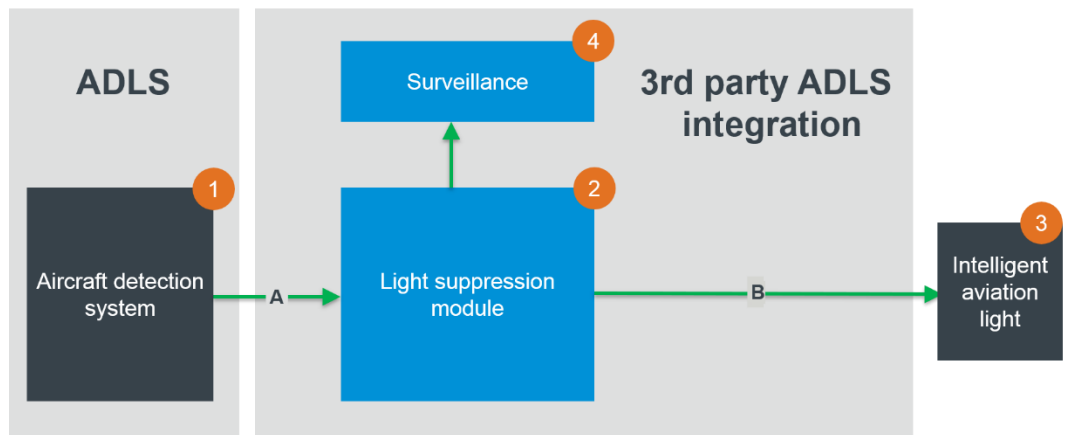 ADLS
1
Aircraft detection
system
A
4
Surveillance
3rd party ADLS
integration
2
Light suppression
module
B
3
Intelligent
aviation
light